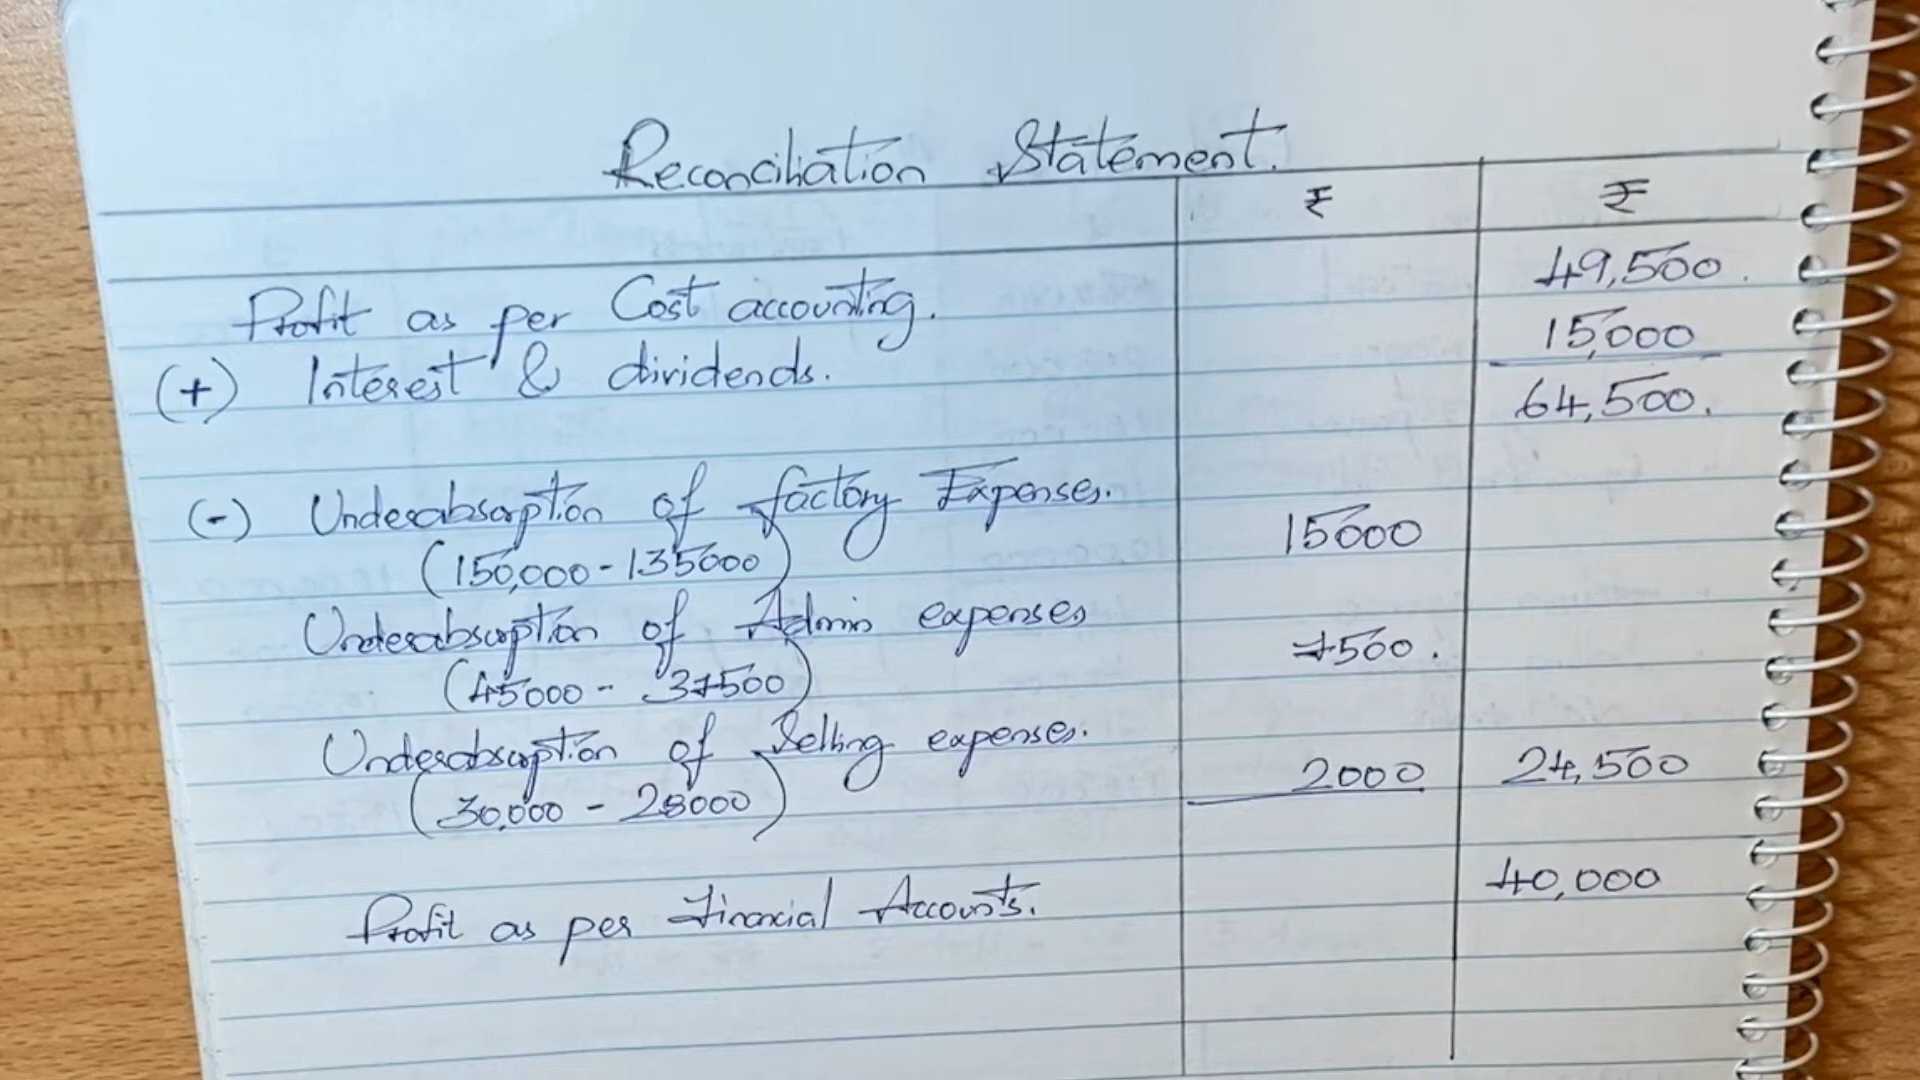 Reconciliation Statement.
₹ ₹
Profit as per Cost accounting. 49,500.
(+) Interest & dividends. 15,000
64,500.
(-) Underabsorption of factory Expenses.
(150,000 - 135000) 15000
Underabsorption of Admin expenses
(45000 - 37500) 7500.
Underabsorption of Selling expenses.
(30,000 - 28000) 2000 24,500
Profit as per Financial Accounts. 40,000